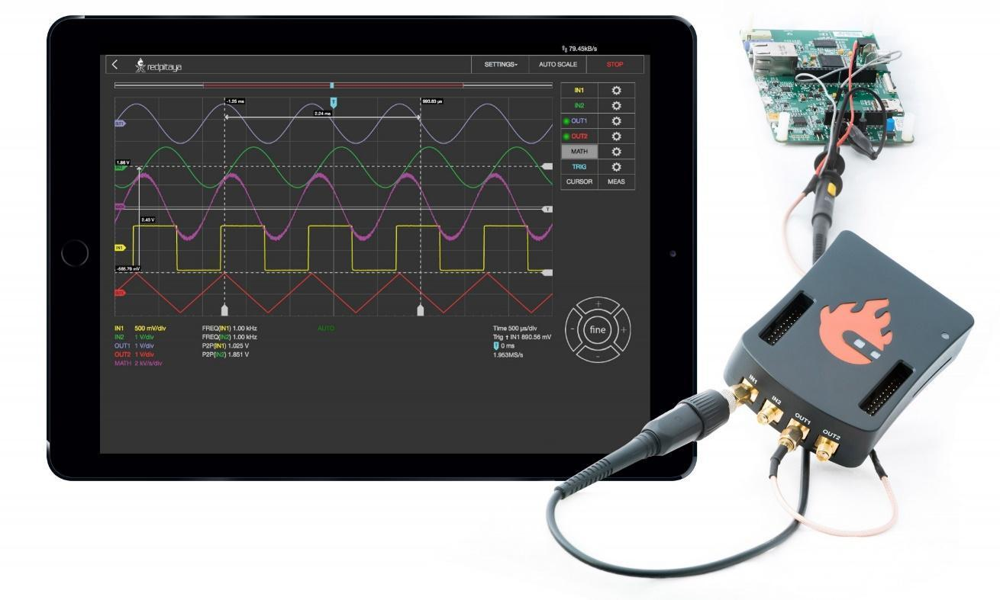 79.45kB/s
redpitaya
SETTINGS AUTO SCALE STOP
-1.25 ms
T
993.63 µs
2.24 ms
IN1
IN2
OUT1
OUT2
MATH
TRIG
CURSOR MEAS
OUT1
1.86 V
IN2
T
2.43 V
IN1
IN1 500 mV/div
IN2 1 V/div
OUT1 1 V/div
OUT2 1 V/div
MATH 2 kV/s/div
FREQ(IN1) 1.00 kHz
FREQ(IN2) 1.00 kHz
P2P(IN1) 1.025 V
P2P(IN2) 1.851 V
AUTO
Time 500 µs/div
Trig IN1 890.56 mV
T 0 ms
1.953MS/s
fine
IN1
IN2
OUT1
OUT2